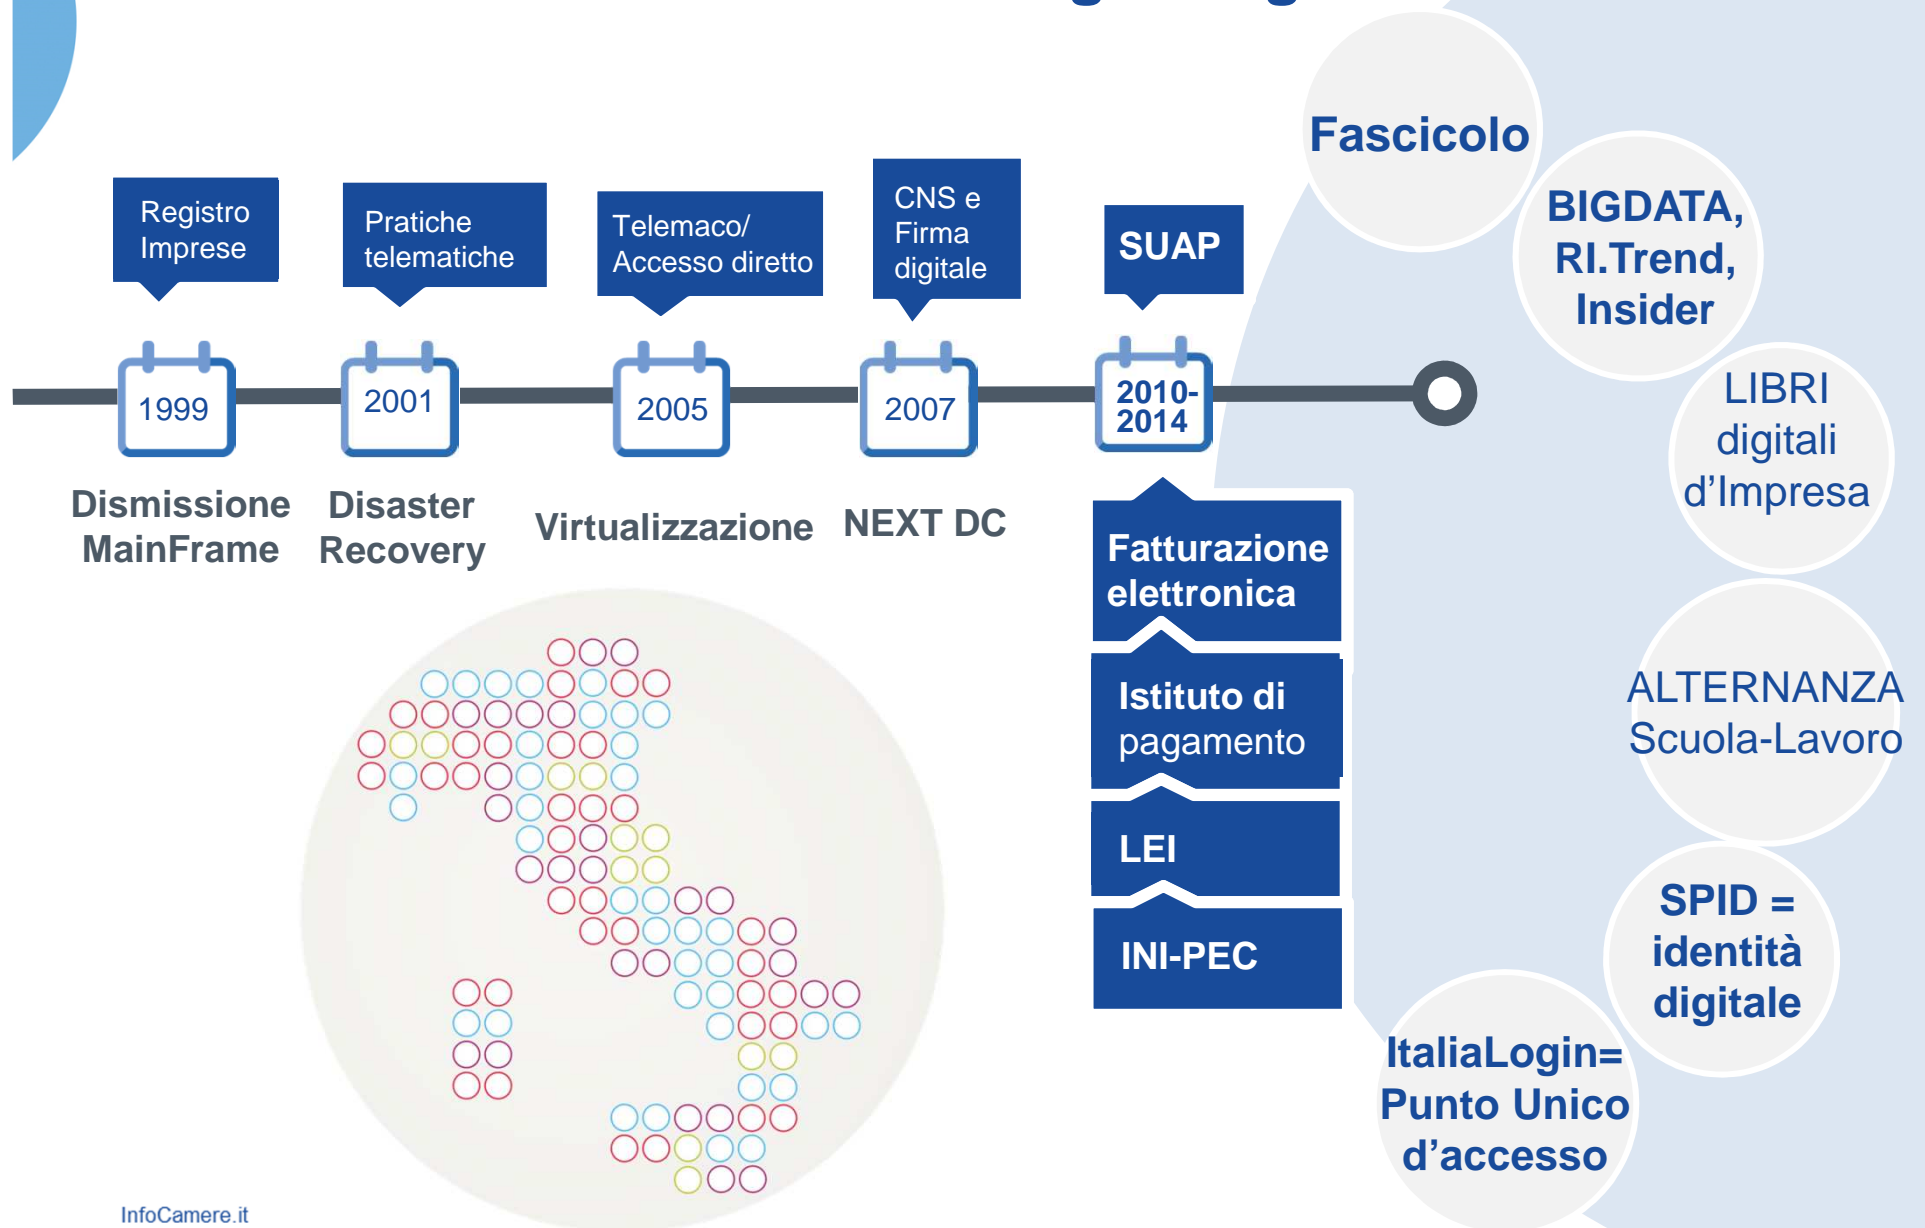 Registro
Imprese
Pratiche
telematiche
Telemaco/
Accesso diretto
CNS e
Firma
digitale
SUAP
1999
2001
2005
2007
2010-
2014
Dismissione
MainFrame
Disaster
Recovery
Virtualizzazione
NEXT DC
Fatturazione
elettronica
Istituto di
pagamento
LEI
INI-PEC
Fascicolo
BIGDATA,
RI.Trend,
Insider
LIBRI
digitali
d’Impresa
ALTERNANZA
Scuola-Lavoro
SPID =
identità
digitale
ItaliaLogin=
Punto Unico
d’accesso
InfoCamere.it